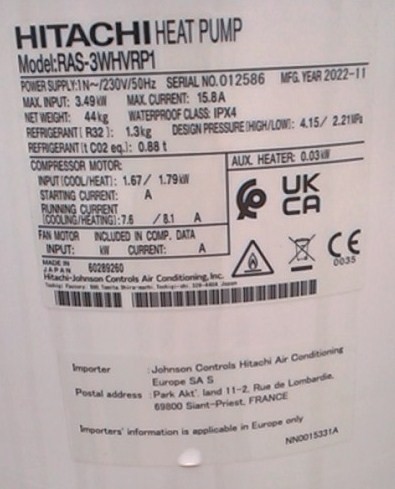 HITACHI HEAT PUMP
Model:RAS-3WHVRP1
POWER SUPPLY:1N~/230V/50Hz SERIAL NO.012586 MFG. YEAR 2022-11
MAX. INPUT: 3.49kW MAX. CURRENT: 15.8A
NET WEIGHT: 44kg WATERPROOF CLASS: IPX4
REFRIGERANT[ R32 ]: 1.3kg DESIGN PRESSURE[HIGH/LOW]: 4.15/ 2.21MPa
REFRIGERANT[t CO2 eq.]: 0.88 t
COMPRESSOR MOTOR: AUX. HEATER: 0.03kW
INPUT(COOL/HEAT): 1.67/ 1.79kW
STARTING CURRENT: A
RUNNING CURRENT
(COOLING/HEATING):7.6 /8.1 A
UK
CA
FAN MOTOR INCLUDED IN COMP. DATA
INPUT: kW CURRENT: A
CE
0035
MADE IN
JAPAN 60289260
Hitachi-Johnson Controls Air Conditioning, Inc.
Importer :Johnson Controls Hitachi Air Conditioning
Europe SA S
Postal address :Park Akt'. land 11-2, Rue de Lombardie,
69800 Siant-Priest, FRANCE
Importers' information is applicable in Europe only
NN0015331A